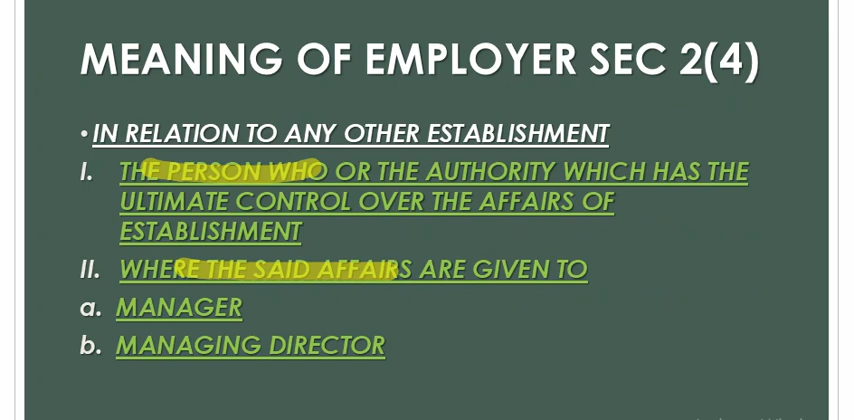 MEANING OF EMPLOYER SEC 2(4)
• IN RELATION TO ANY OTHER ESTABLISHMENT
I. THE PERSON WHO OR THE AUTHORITY WHICH HAS THE
ULTIMATE CONTROL OVER THE AFFAIRS OF
ESTABLISHMENT
II. WHERE THE SAID AFFAIRS ARE GIVEN TO
a. MANAGER
b. MANAGING DIRECTOR